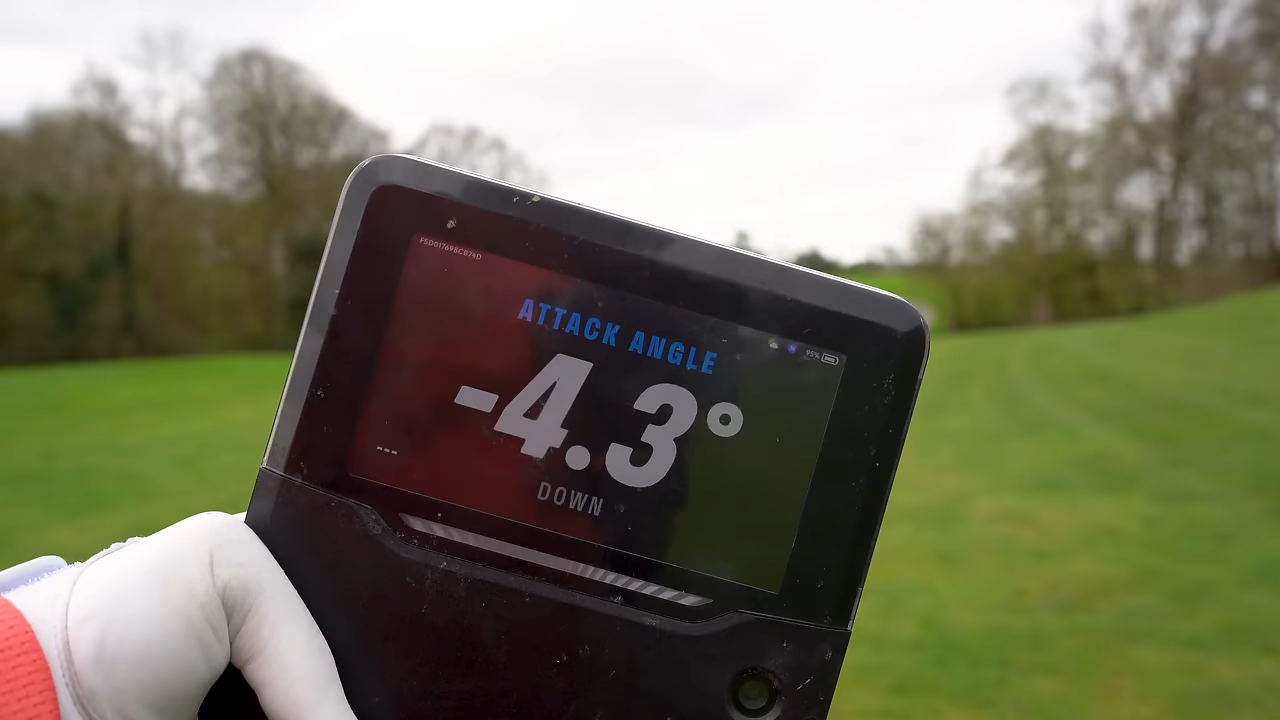 FSD017698CB74D
ATTACK ANGLE
95%
-4.3°
---
DOWN